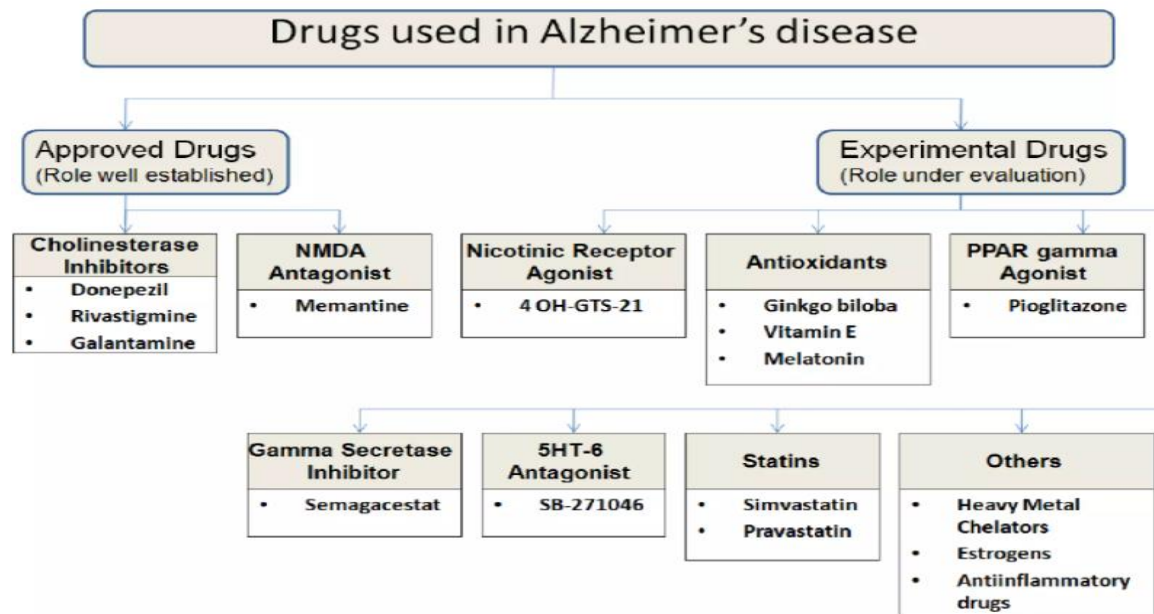 Drugs used in Alzheimer's disease
Approved Drugs
(Role well established)
Experimental Drugs
(Role under evaluation)
Cholinesterase
Inhibitors
• Donepezil
• Rivastigmine
• Galantamine
NMDA
Antagonist
• Memantine
Nicotinic Receptor
Agonist
• 4 OH-GTS-21
Antioxidants
• Ginkgo biloba
• Vitamin E
• Melatonin
PPAR gamma
Agonist
• Pioglitazone
Gamma Secretase
Inhibitor
• Semagacestat
5HT-6
Antagonist
• SB-271046
Statins
• Simvastatin
• Pravastatin
Others
• Heavy Metal
Chelators
• Estrogens
• Antiinflammatory
drugs